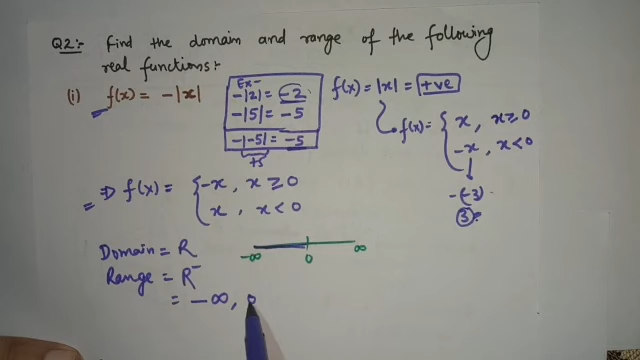 Q2:- Find the domain and range of the following
real functions:-
(i) f(x) = -|x|
Ex-
-|2| = -2
-|5| = -5
-|-5| = -5
+5
f(x) = |x| = +ve
f(x) = { x, x ≥ 0
-x, x < 0
-(-3)
3
=> f(x) = { -x, x ≥ 0
x, x < 0
Domain = R
-∞ 0 ∞
Range = R⁻
= -∞, 0